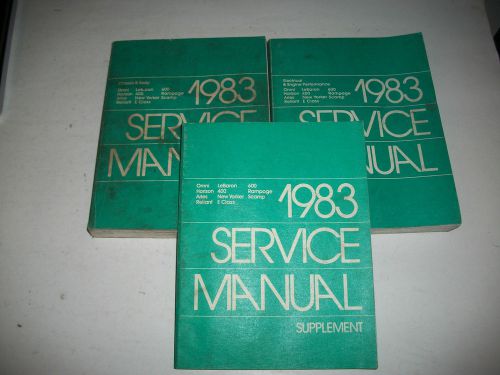 Chassis & Body
Omni LeBaron 600
Horizon 400 Rampage
Aries New Yorker Scamp
Reliant E Class
1983
SERVICE
MAN
Electrical
& Engine Performance
Omni LeBaron 600
Horizon 400 Rampage
Aries New Yorker Scamp
Reliant E Class
1983
SERVICE
NUAL
Omni LeBaron 600
Horizon 400 Rampage
Aries New Yorker Scamp
Reliant E Class
1983
SERVICE
MANUAL
SUPPLEMENT